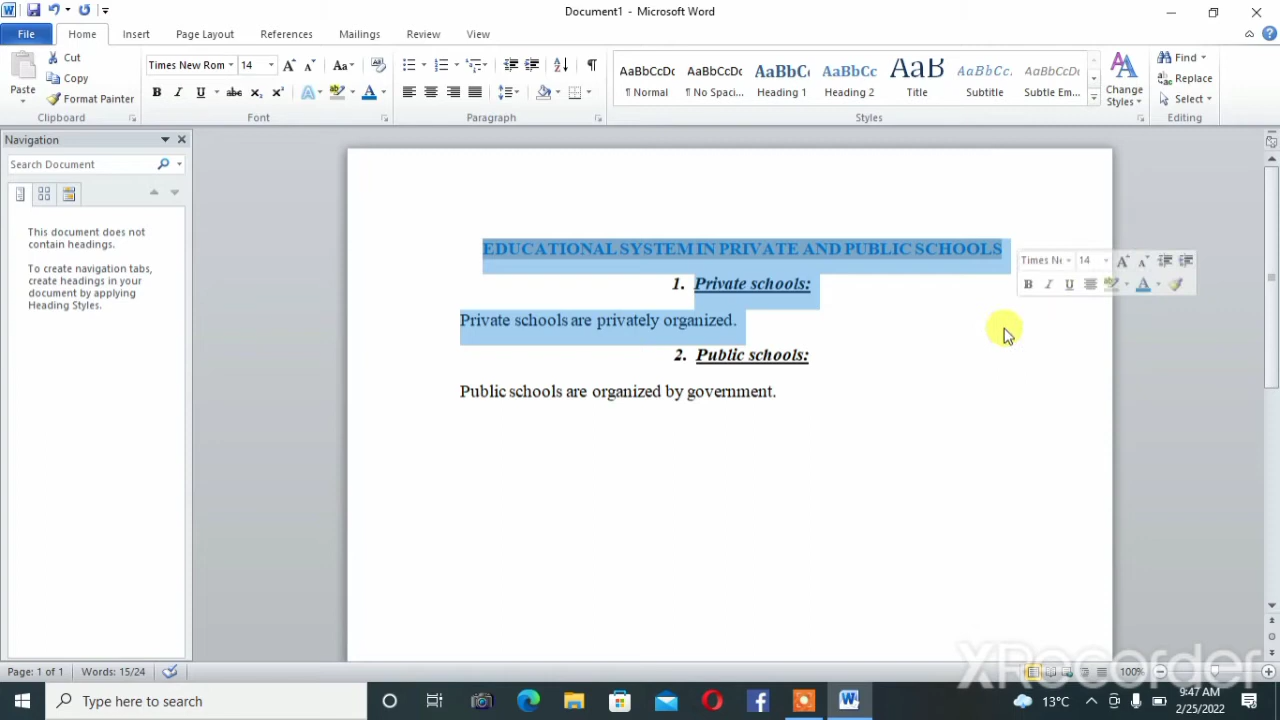 Document1 - Microsoft Word
File Home Insert Page Layout References Mailings Review View
Cut
Copy
Format Painter
Paste
Clipboard
Times New Rom 14
Font
Paragraph
AaBbCcDc AaBbCcDc AaBbCc AaBbCc AaB AaBbCc AaBbCcDc
¶ Normal ¶ No Spaci... Heading 1 Heading 2 Title Subtitle Subtle Em...
Styles
Change Styles
Find
Replace
Select
Editing
Navigation
Search Document
This document does not
contain headings.
To create navigation tabs,
create headings in your
document by applying
Heading Styles.
EDUCATIONAL SYSTEM IN PRIVATE AND PUBLIC SCHOOLS
1. Private schools:
Private schools are privately organized.
2. Public schools:
Public schools are organized by government.
Times Ne 14
Page: 1 of 1 Words: 15/24
100%
XRecorder
Type here to search
13°C
9:47 AM
2/25/2022